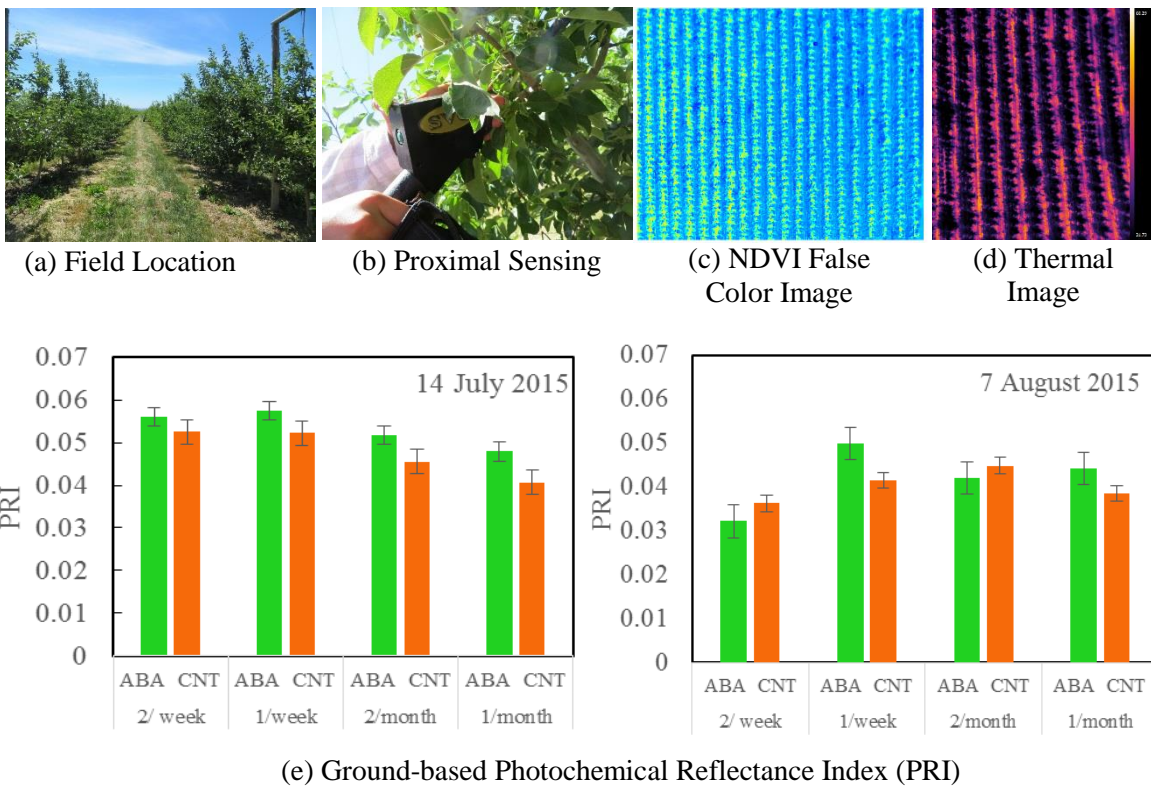 (a) Field Location
(b) Proximal Sensing
(c) NDVI False
Color Image
(d) Thermal
Image
0.07
0.06
0.05
0.04
0.03
0.02
0.01
0
PRI
14 July 2015
ABA CNT ABA CNT ABA CNT ABA CNT
2/ week 1/week 2/month 1/month
0.07
0.06
0.05
0.04
0.03
0.02
0.01
0
PRI
7 August 2015
ABA CNT ABA CNT ABA CNT ABA CNT
2/ week 1/week 2/month 1/month
(e) Ground-based Photochemical Reflectance Index (PRI)